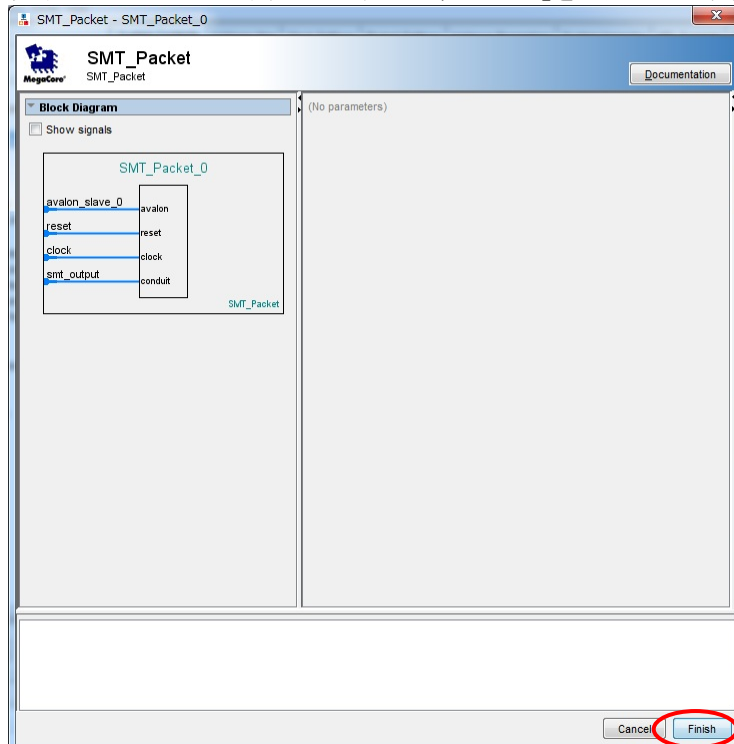 SMT_Packet - SMT_Packet_0
x
MegaCore'
SMT_Packet
SMT_Packet
Documentation
Block Diagram
Show signals
(No parameters)
SMT_Packet_0
avalon_slave_0
avalon
reset
reset
clock
clock
smt_output
conduit
SMT_Packet
Cancel
Finish